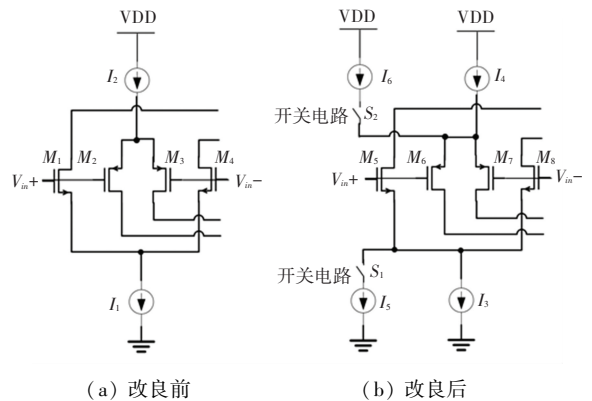 VDD
I2
M1
M2
M3
M4
Vin+
Vin−
I1
(a) 改良前
VDD
VDD
I6
I4
开关电路
S2
M5
M6
M7
M8
Vin+
Vin−
开关电路
S1
I5
I3
(b) 改良后